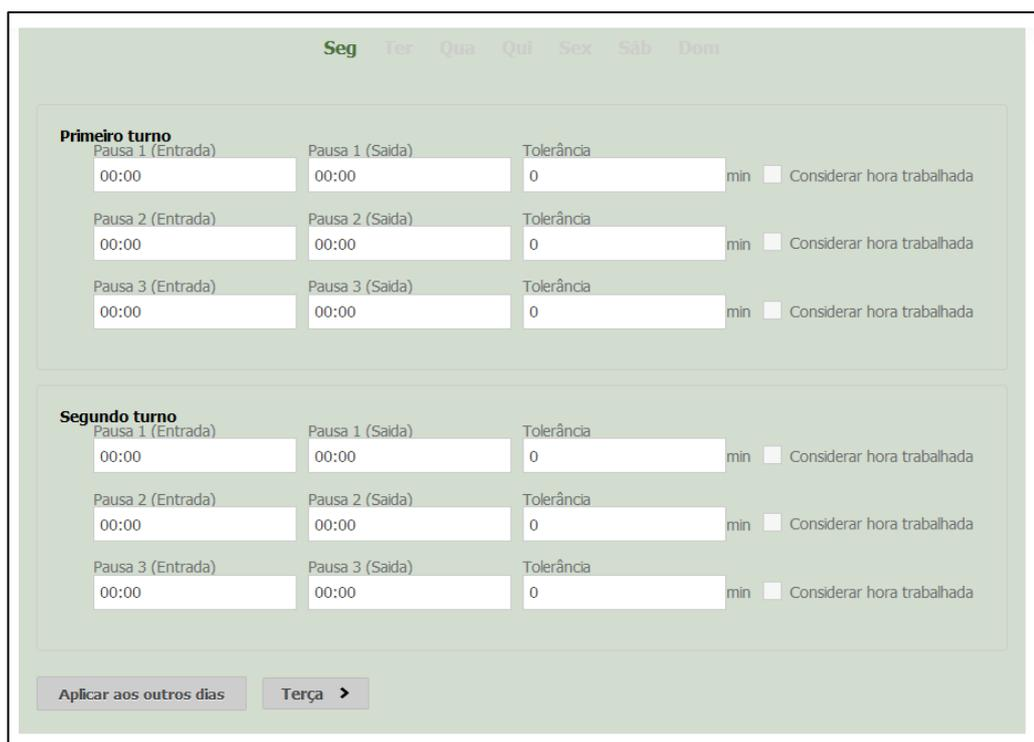 Seg Ter Qua Qui Sex Sáb Dom
Primeiro turno
Pausa 1 (Entrada) Pausa 1 (Saida) Tolerância
00:00 00:00 0 min Considerar hora trabalhada
Pausa 2 (Entrada) Pausa 2 (Saida) Tolerância
00:00 00:00 0 min Considerar hora trabalhada
Pausa 3 (Entrada) Pausa 3 (Saida) Tolerância
00:00 00:00 0 min Considerar hora trabalhada
Segundo turno
Pausa 1 (Entrada) Pausa 1 (Saida) Tolerância
00:00 00:00 0 min Considerar hora trabalhada
Pausa 2 (Entrada) Pausa 2 (Saida) Tolerância
00:00 00:00 0 min Considerar hora trabalhada
Pausa 3 (Entrada) Pausa 3 (Saida) Tolerância
00:00 00:00 0 min Considerar hora trabalhada
Aplicar aos outros dias Terça >